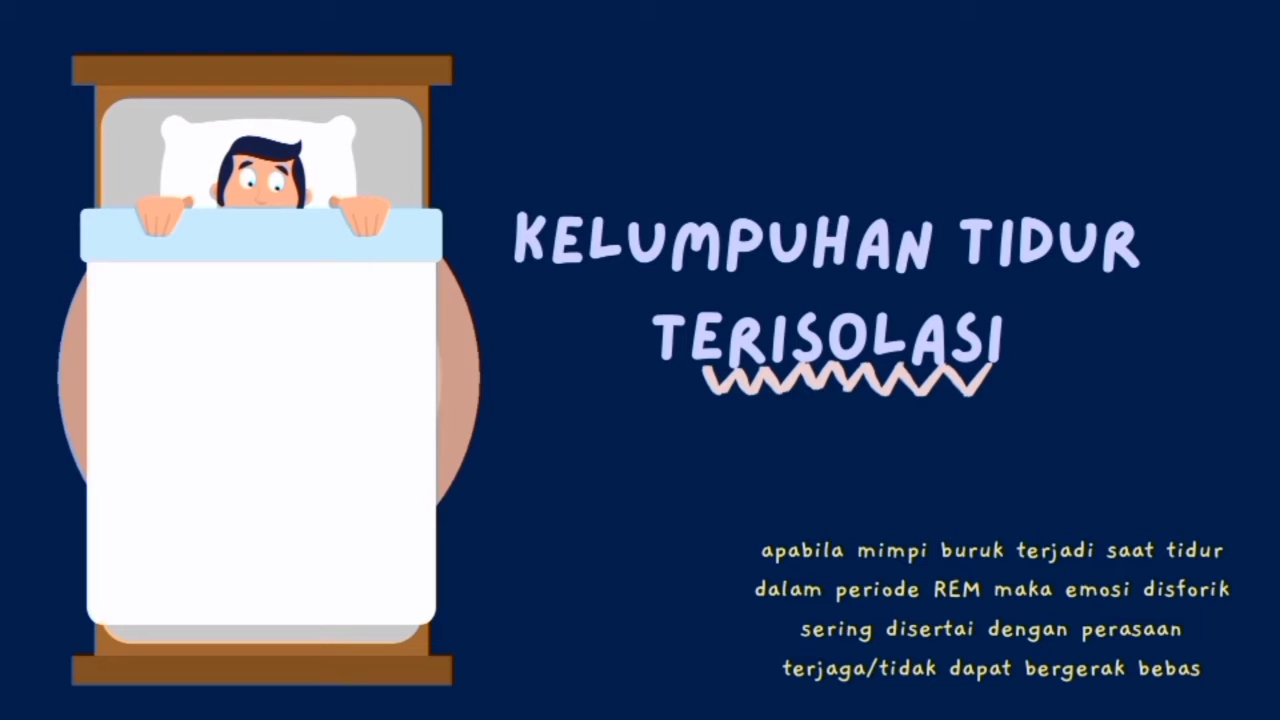 KELUMPUHAN TIDUR
TERISOLASI
apabila mimpi buruk terjadi saat tidur
dalam periode REM maka emosi disforik
sering disertai dengan perasaan
terjaga/tidak dapat bergerak bebas